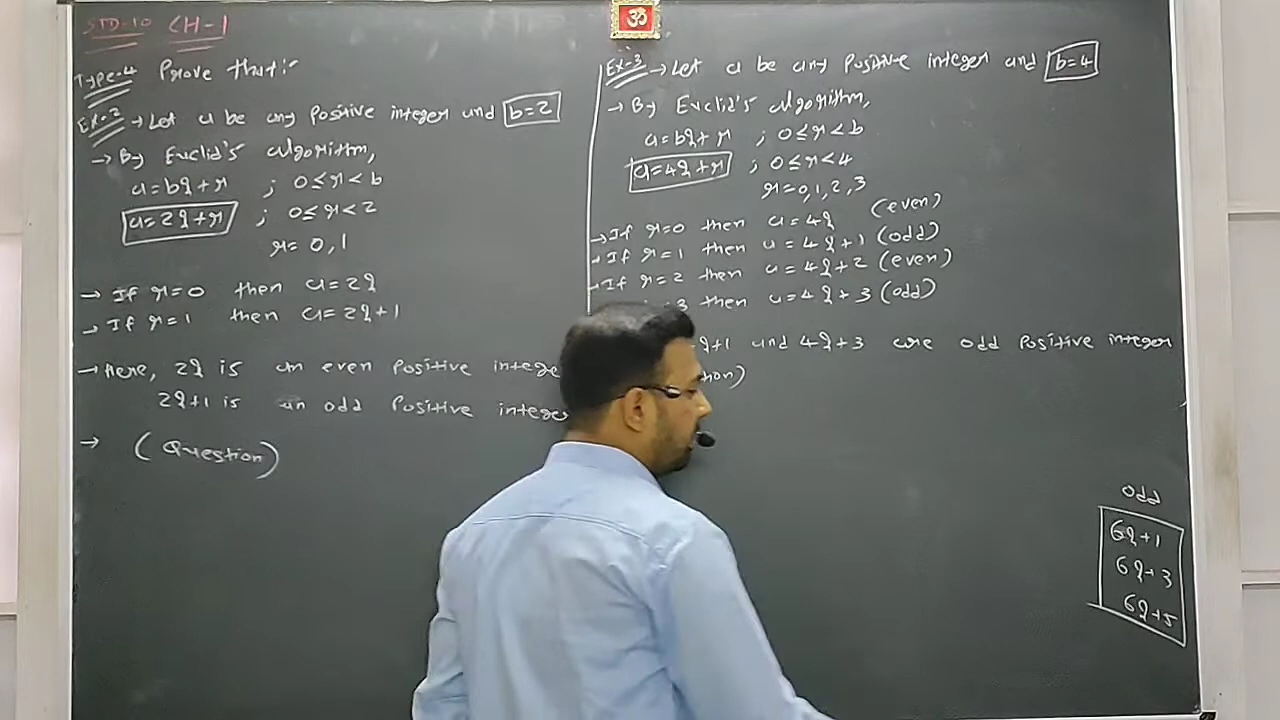 ॐ
STD-10 CH-1
Type-4 Prove that:-
Ex-2 → Let a be any positive integer and b=2
→ By Euclid's algorithm,
a=bq+r ; 0≤r<b
a=2q+r ; 0≤r<2
r=0,1
→ If r=0 then a=2q
→ If r=1 then a=2q+1
→ Here, 2q is an even positive intege
2q+1 is an odd positive intege
→ (Question)
Ex-3 → Let a be any positive integer and b=4
→ By Euclid's algorithm,
a=bq+r ; 0≤r<b
a=4q+r ; 0≤r<4
r=0,1,2,3
→ If r=0 then a=4q (even)
→ If r=1 then a=4q+1 (odd)
→ If r=2 then a=4q+2 (even)
3 then a=4q+3 (odd)
q+1 and 4q+3 are odd positive integer
ion)
odd
6q+1
6q+3
6q+5